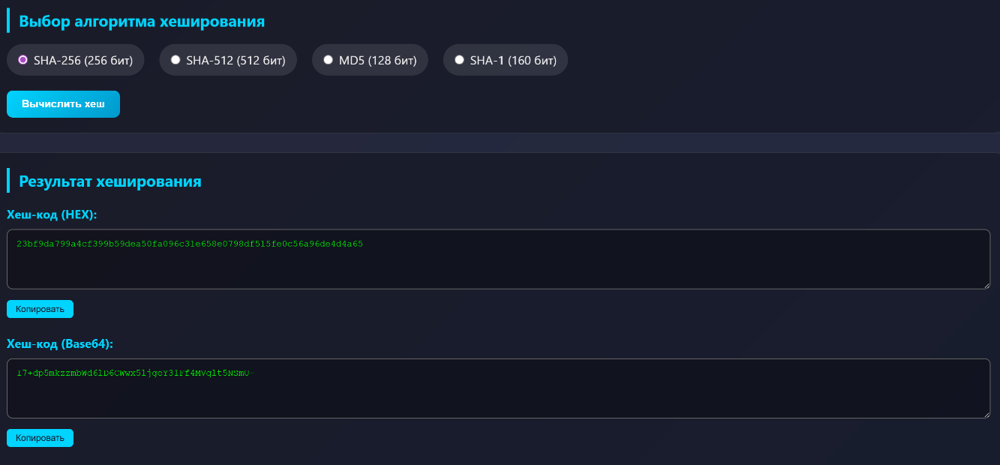 Выбор алгоритма хеширования
SHA-256 (256 бит) SHA-512 (512 бит) MD5 (128 бит) SHA-1 (160 бит)
Вычислить хеш
Результат хеширования
Хеш-код (HEX):
23bf9da799a4cf399b59dea50fa096c31e658e0798df515fe0c56a96de4d4a65
Копировать
Хеш-код (Base64):
I7+dp5mkzzmbWd6lD6CWwx5ljgeY31Ff4MVqlt5NSmU=
Копировать